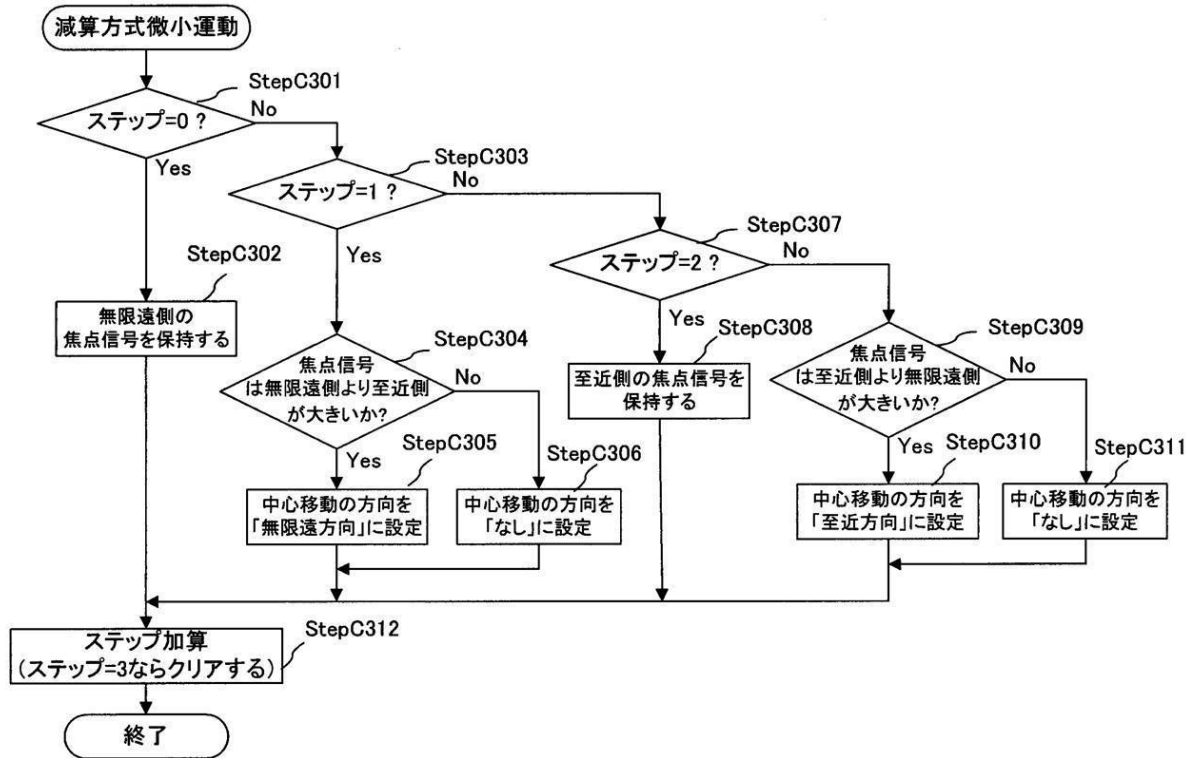 減算方式微小運動
StepC301
ステップ=0 ?
No
Yes
StepC303
ステップ=1 ?
No
Yes
StepC307
ステップ=2 ?
No
Yes
StepC302
無限遠側の
焦点信号を保持する
StepC304
焦点信号
は無限遠側より至近側
が大きいか?
No
Yes
StepC308
至近側の焦点信号を
保持する
StepC309
焦点信号
は至近側より無限遠側
が大きいか?
No
Yes
StepC305
中心移動の方向を
「無限遠方向」に設定
StepC306
中心移動の方向を
「なし」に設定
StepC310
中心移動の方向を
「至近方向」に設定
StepC311
中心移動の方向を
「なし」に設定
StepC312
ステップ加算
(ステップ=3ならクリアする)
終了